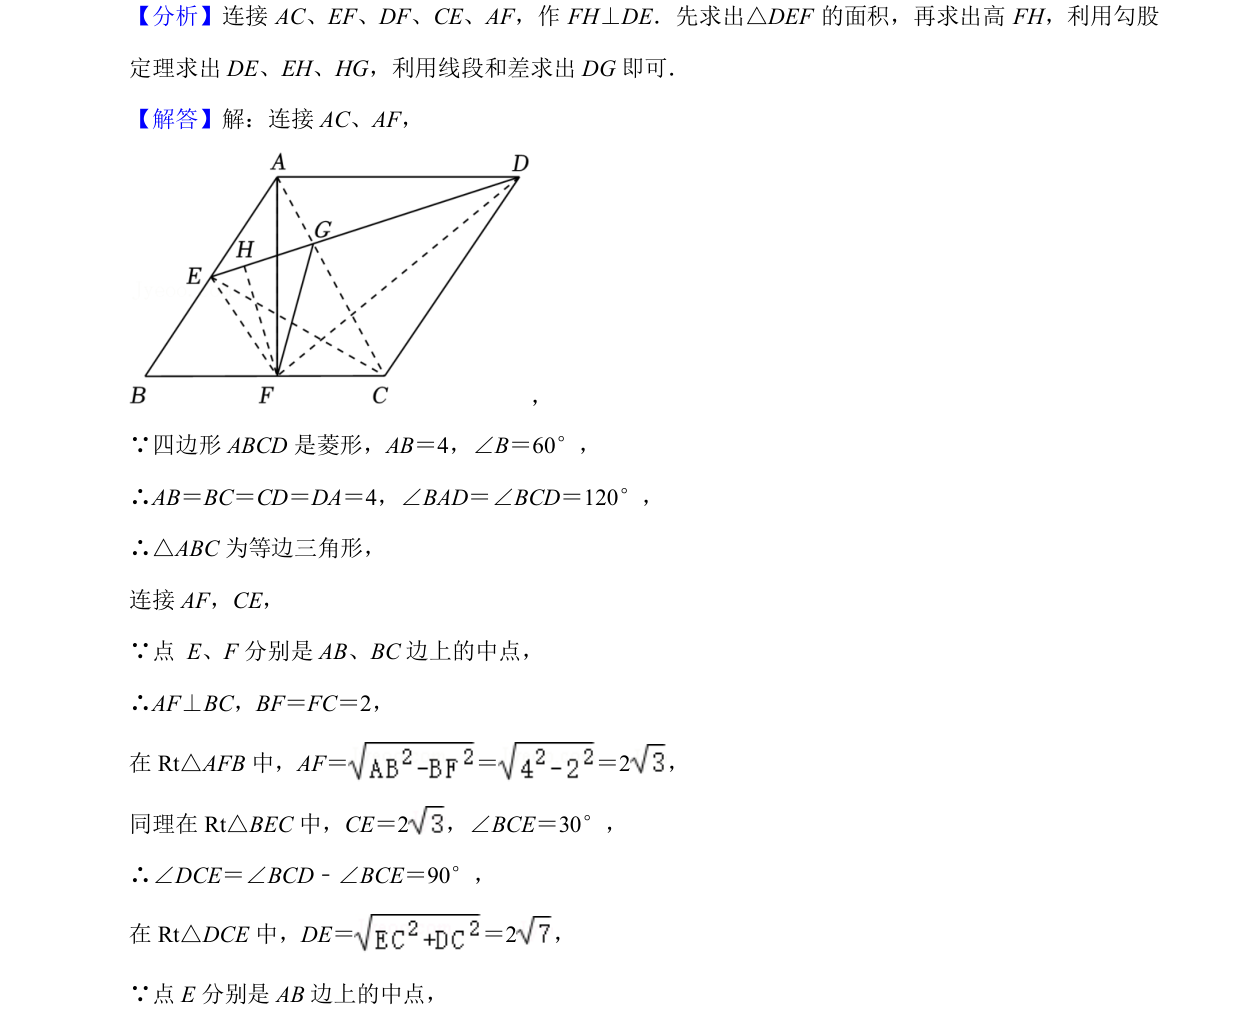 【分析】连接 AC、EF、DF、CE、AF，作 FH⊥DE．先求出△DEF 的面积，再求出高 FH，利用勾股
定理求出 DE、EH、HG，利用线段和差求出 DG 即可．
【解答】解：连接 AC、AF，
A D
G
H
E
B F C ，
∵四边形 ABCD 是菱形，AB＝4，∠B＝60°，
∴AB＝BC＝CD＝DA＝4，∠BAD＝∠BCD＝120°，
∴△ABC 为等边三角形，
连接 AF，CE，
∵点 E、F 分别是 AB、BC 边上的中点，
∴AF⊥BC，BF＝FC＝2，
在 Rt△AFB 中，AF＝√(AB²-BF²)＝√(4²-2²)＝2√3，
同理在 Rt△BEC 中，CE＝2√3，∠BCE＝30°，
∴∠DCE＝∠BCD﹣∠BCE＝90°，
在 Rt△DCE 中，DE＝√(EC²+DC²)＝2√7，
∵点 E 分别是 AB 边上的中点，